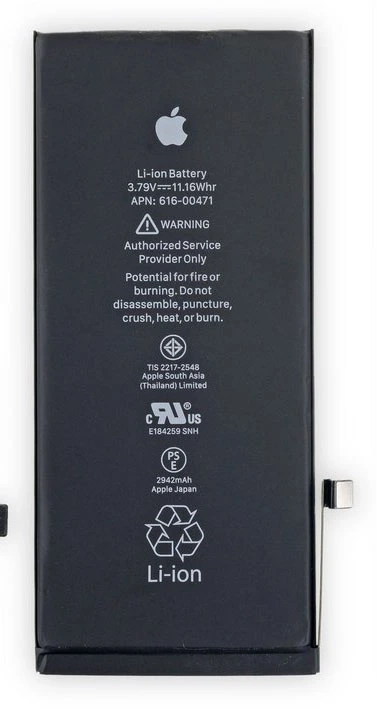 Li-ion Battery
3.79V⎓11.16Whr
APN: 616-00471
WARNING
Authorized Service
Provider Only
Potential for fire or
burning. Do not
disassemble, puncture,
crush, heat, or burn.
TIS 2217-2548
Apple South Asia
(Thailand) Limited
c RU® US
E184259 SNH
PS
E
2942mAh
Apple Japan
Li-ion